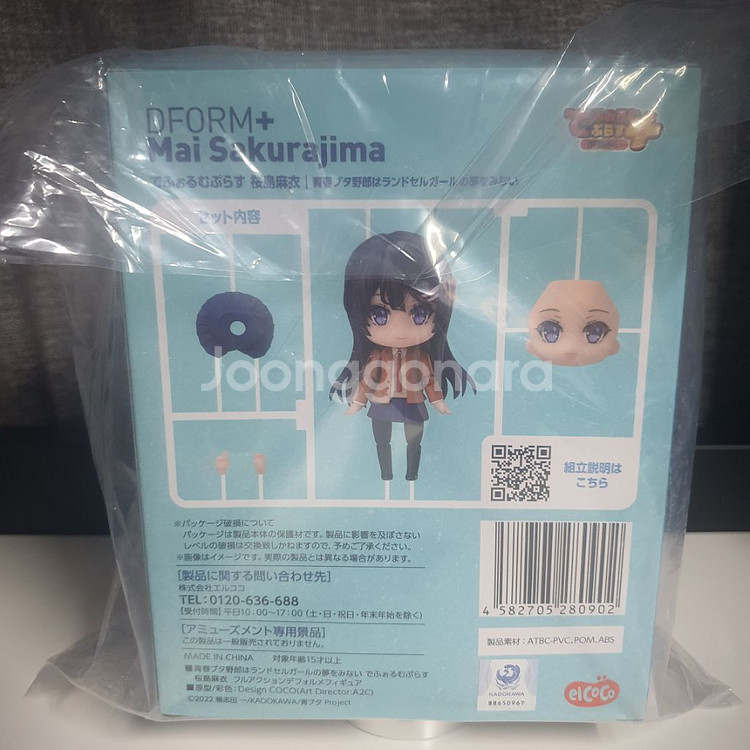 DFORM+
Mai Sakurajima
でふぉるむぷらす 桜島麻衣｜青春ブタ野郎はランドセルガールの夢をみない
ぷらす
セット内容
Joonggonara
組立説明は
こちら
※パッケージ破損について
パッケージは製品本体の保護材です。製品に影響を及ぼさない
レベルの破損は交換致しかねますので、予めご了承ください。
※画像はイメージです。実際の製品とは異なる場合があります。
[製品に関する問い合わせ先]
株式会社エルココ
TEL:0120-636-688
【受付時間】平日10:00~17:00 (土・日・祝日・年末年始を除く)
[アミューズメント専用景品]
この製品は一般販売されておりません。
MADE IN CHINA 対象年齢15才以上
■青春ブタ野郎はランドセルガールの夢をみない でふぉるむぷらす
桜島麻衣 フルアクションデフォルメフィギュア
■原型/彩色 : Design COCO(Art Director:A2C)
©2022 鴨志田 一/KADOKAWA/青ブタ Project
4 582705 280902
製品素材 : ATBC-PVC,POM,ABS
KADOKAWA
88650967
elcoco